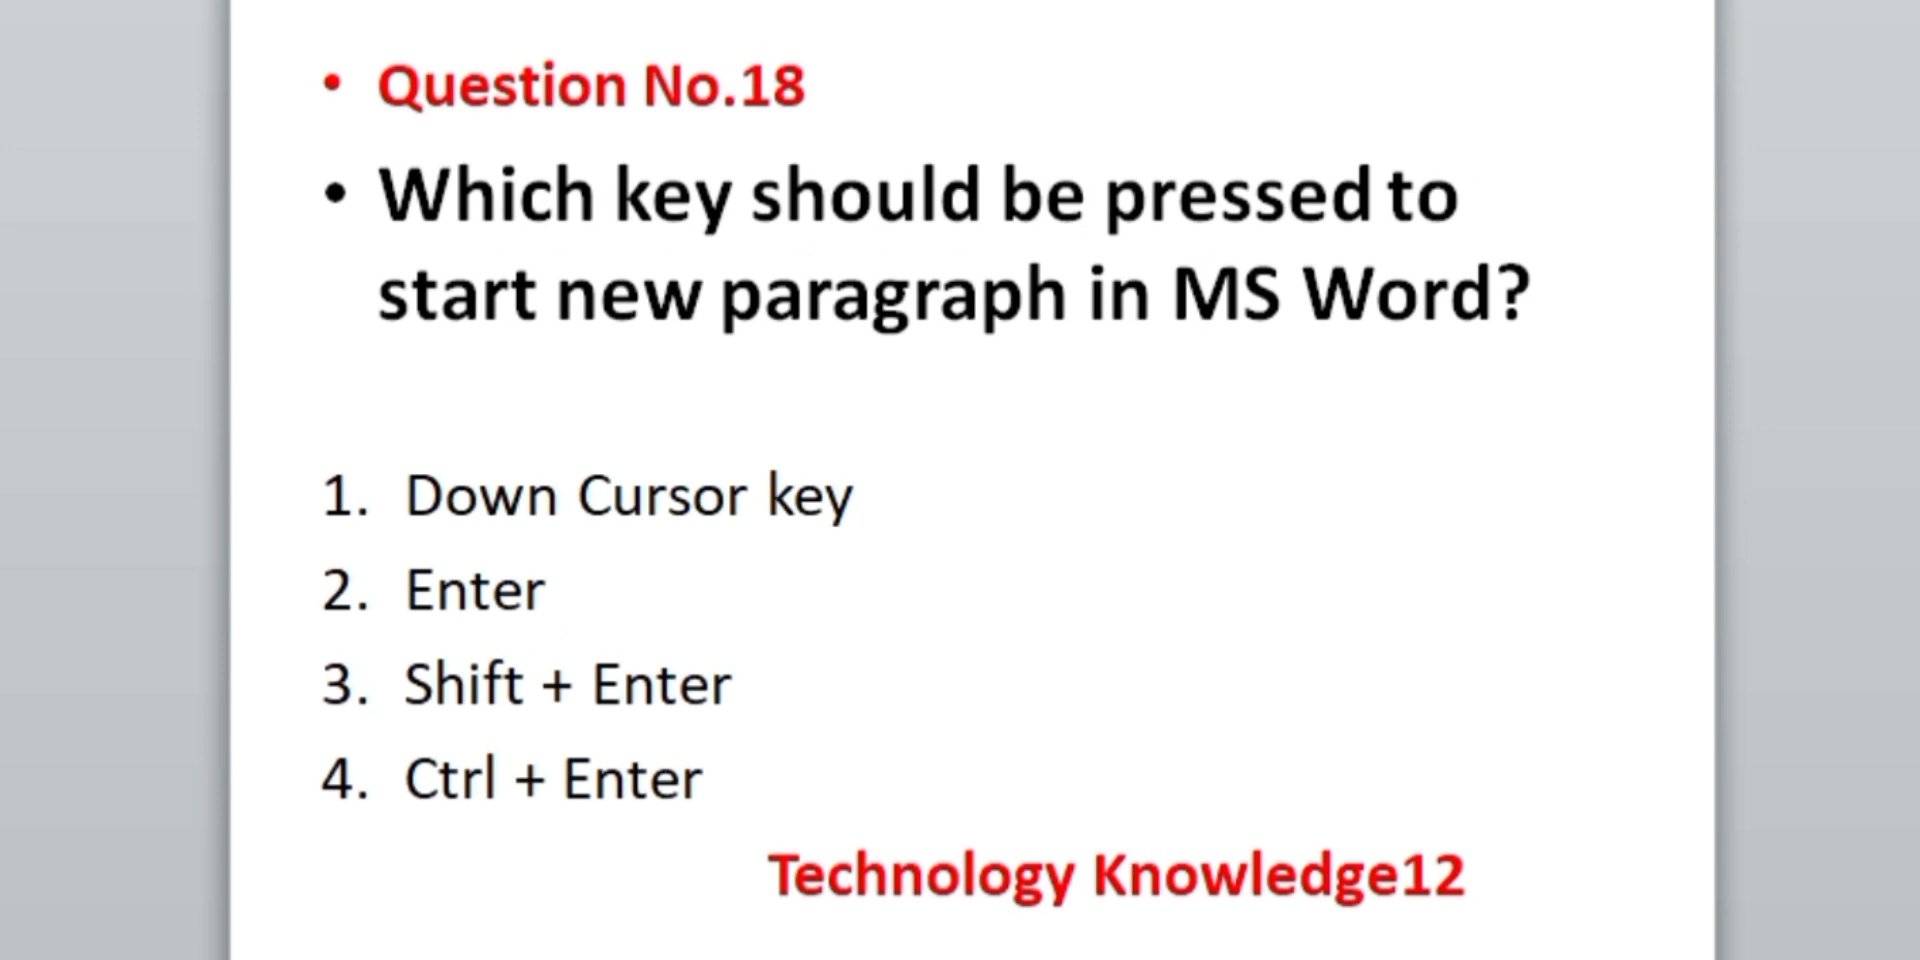 • Question No.18
• Which key should be pressed to
start new paragraph in MS Word?
1. Down Cursor key
2. Enter
3. Shift + Enter
4. Ctrl + Enter
Technology Knowledge12